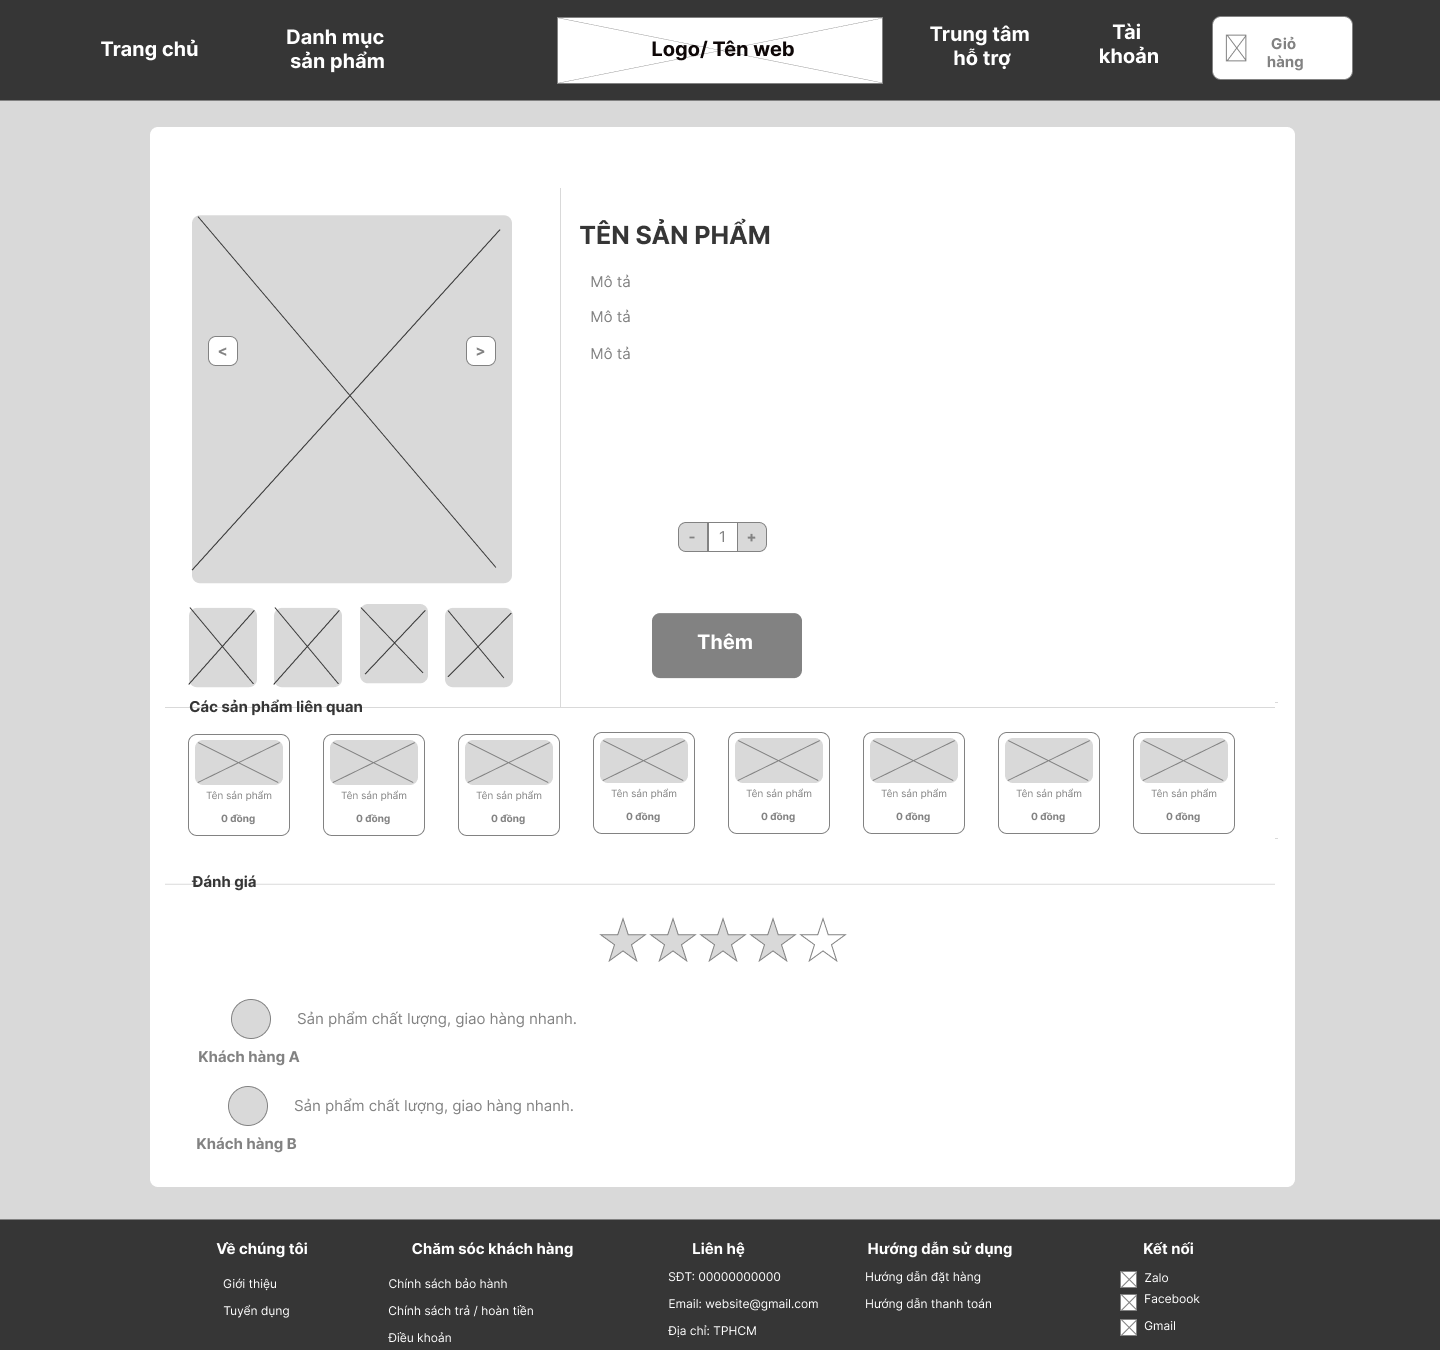 Trang chủ
Danh mục
sản phẩm
Logo/ Tên web
Trung tâm
hỗ trợ
Tài
khoản
Giỏ
hàng
TÊN SẢN PHẨM
Mô tả
Mô tả
Mô tả
<
>
- 1 +
Thêm
Các sản phẩm liên quan
Tên sản phẩm
0 đồng
Tên sản phẩm
0 đồng
Tên sản phẩm
0 đồng
Tên sản phẩm
0 đồng
Tên sản phẩm
0 đồng
Tên sản phẩm
0 đồng
Tên sản phẩm
0 đồng
Tên sản phẩm
0 đồng
Đánh giá
Sản phẩm chất lượng, giao hàng nhanh.
Khách hàng A
Sản phẩm chất lượng, giao hàng nhanh.
Khách hàng B
Về chúng tôi
Giới thiệu
Tuyển dụng
Chăm sóc khách hàng
Chính sách bảo hành
Chính sách trả / hoàn tiền
Điều khoản
Liên hệ
SĐT: 00000000000
Email: website@gmail.com
Địa chỉ: TPHCM
Hướng dẫn sử dụng
Hướng dẫn đặt hàng
Hướng dẫn thanh toán
Kết nối
Zalo
Facebook
Gmail